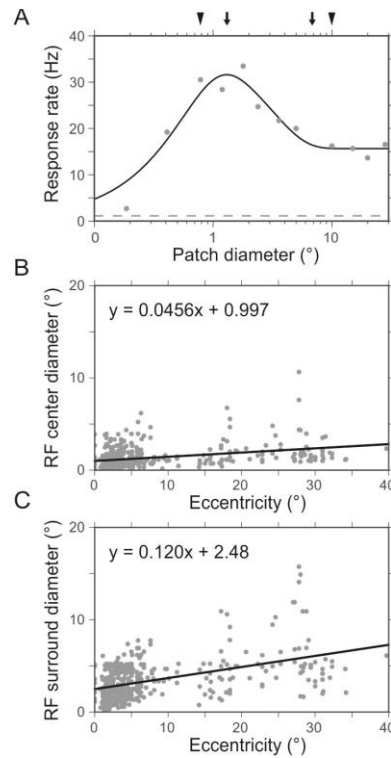 A
40
30
20
10
0
Response rate (Hz)
0 1 10
Patch diameter (°)
B
20
10
0
RF center diameter (°)
y = 0.0456x + 0.997
0 10 20 30 40
Eccentricity (°)
C
20
10
0
RF surround diameter (°)
y = 0.120x + 2.48
0 10 20 30 40
Eccentricity (°)